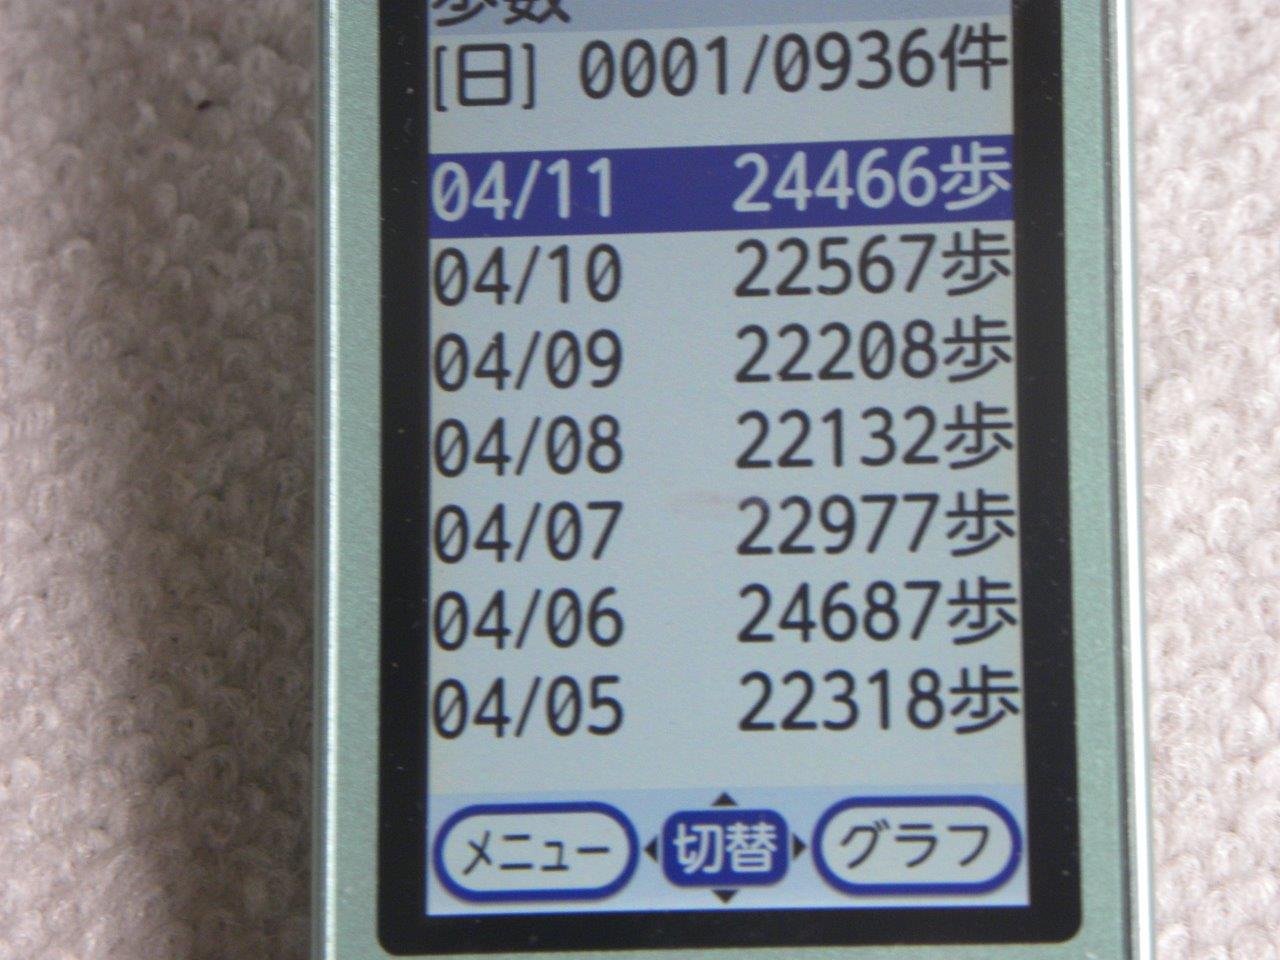 歩数
[日] 0001/0936件
04/11 24466歩
04/10 22567歩
04/09 22208歩
04/08 22132歩
04/07 22977歩
04/06 24687歩
04/05 22318歩
メニュー 切替 グラフ